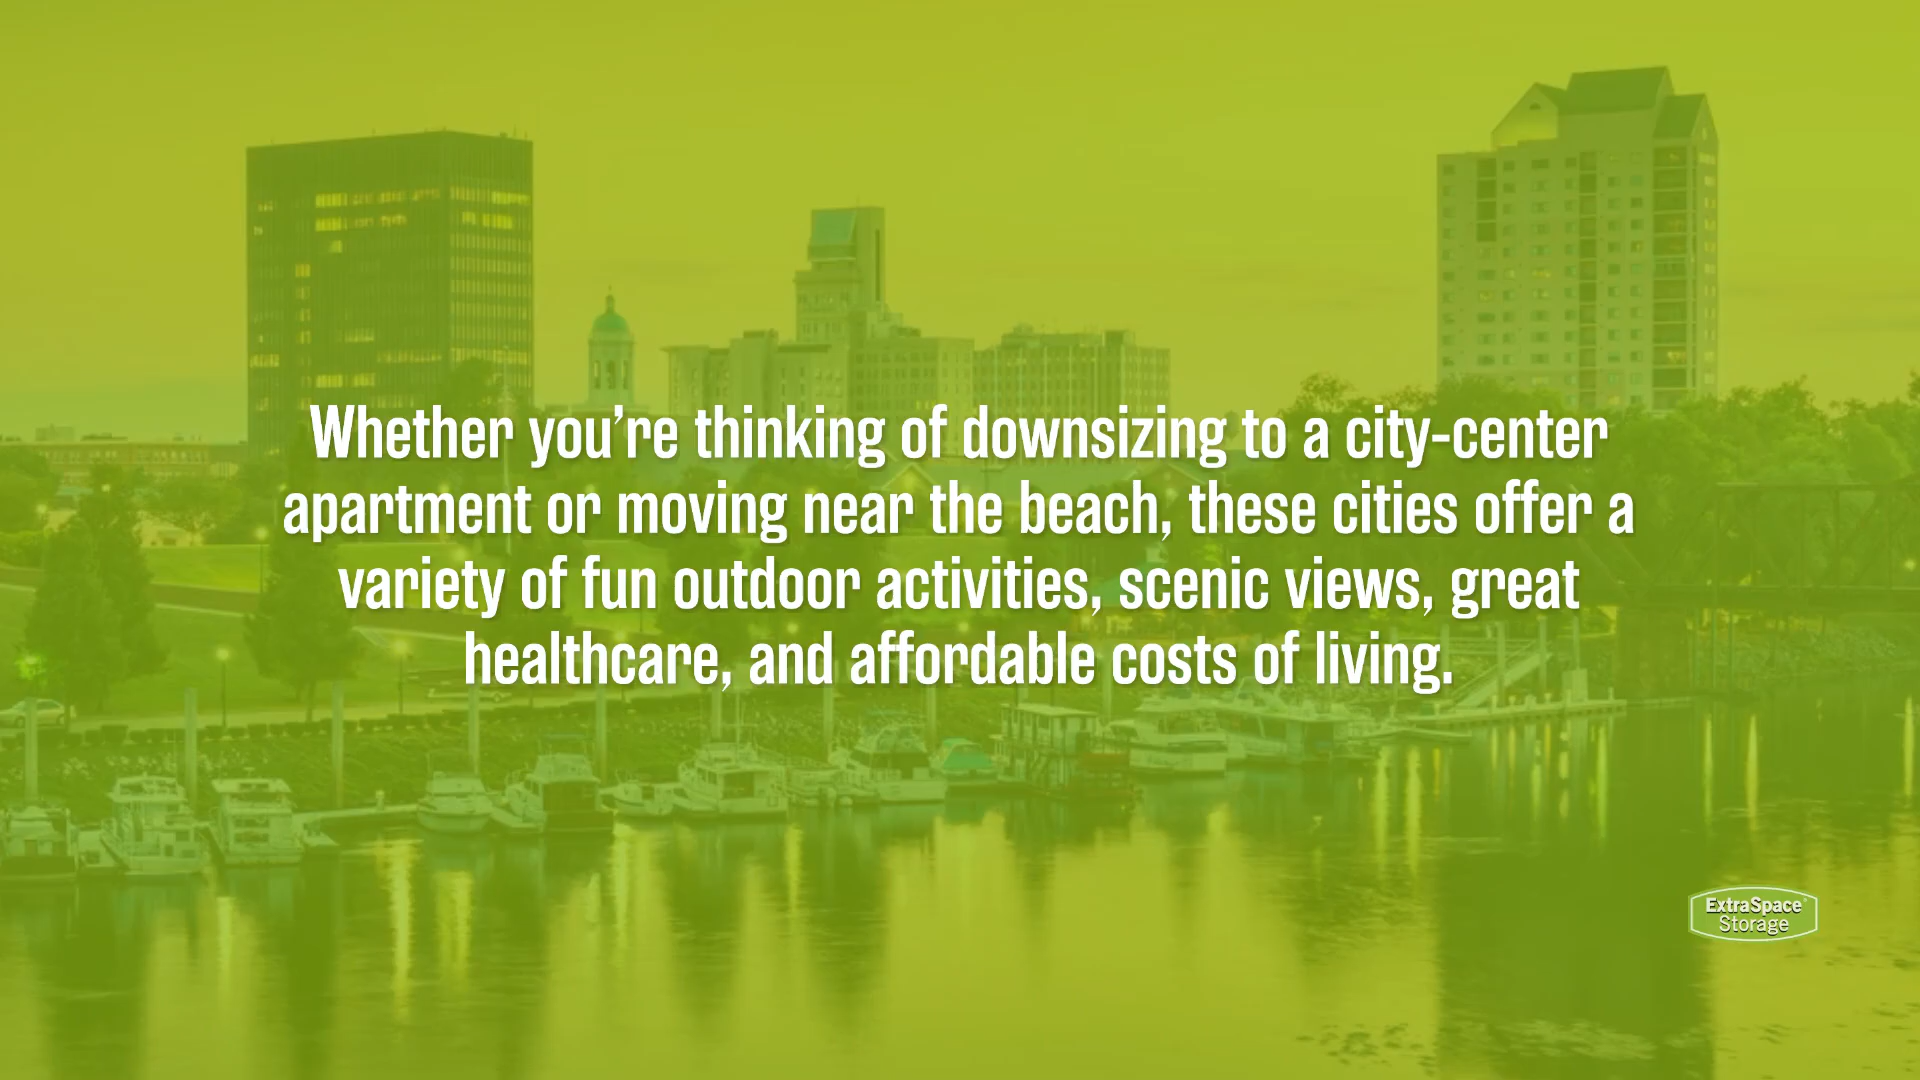 Whether you’re thinking of downsizing to a city-center
apartment or moving near the beach, these cities offer a
variety of fun outdoor activities, scenic views, great
healthcare, and affordable costs of living.
ExtraSpace®
Storage